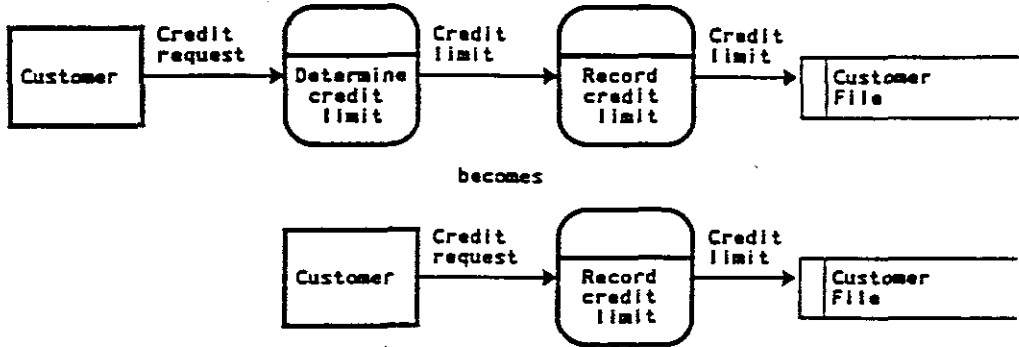 Credit
request
Customer
Determine
credit
limit
Credit
limit
Record
credit
limit
Credit
limit
Customer
File
becomes
Customer
Credit
request
Record
credit
limit
Credit
limit
Customer
File